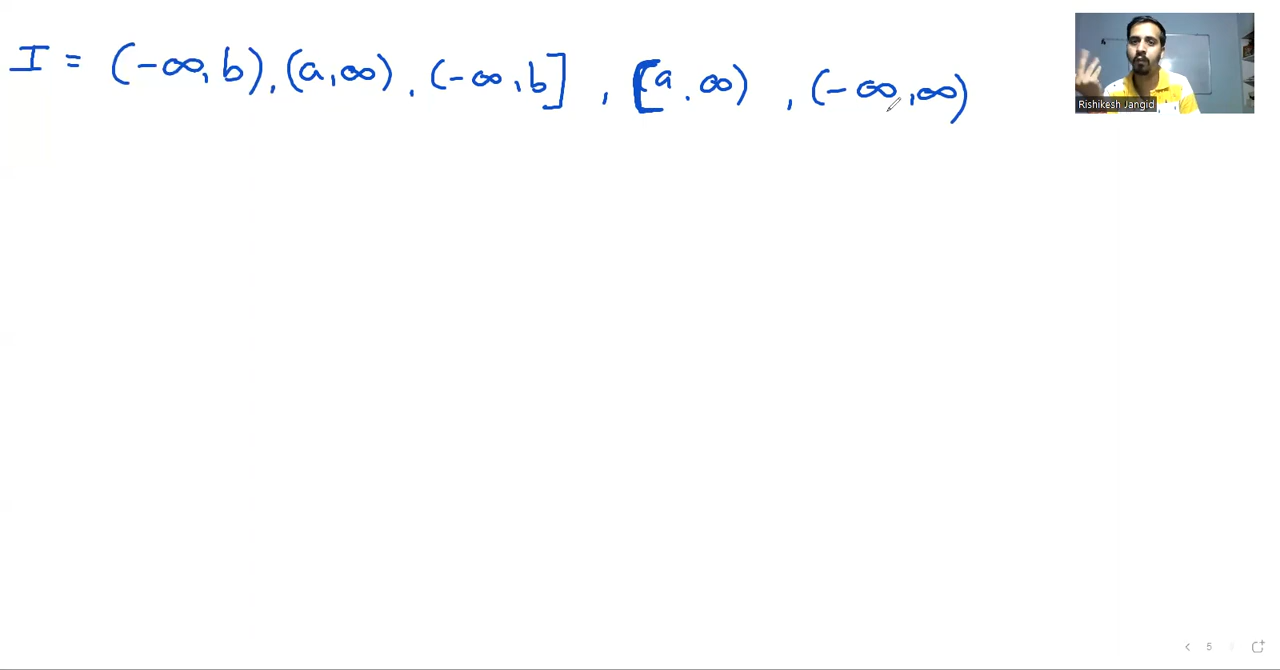 I = (-∞, b), (a, ∞), (-∞, b], [a, ∞), (-∞, ∞)
Rishikesh Jangid
5